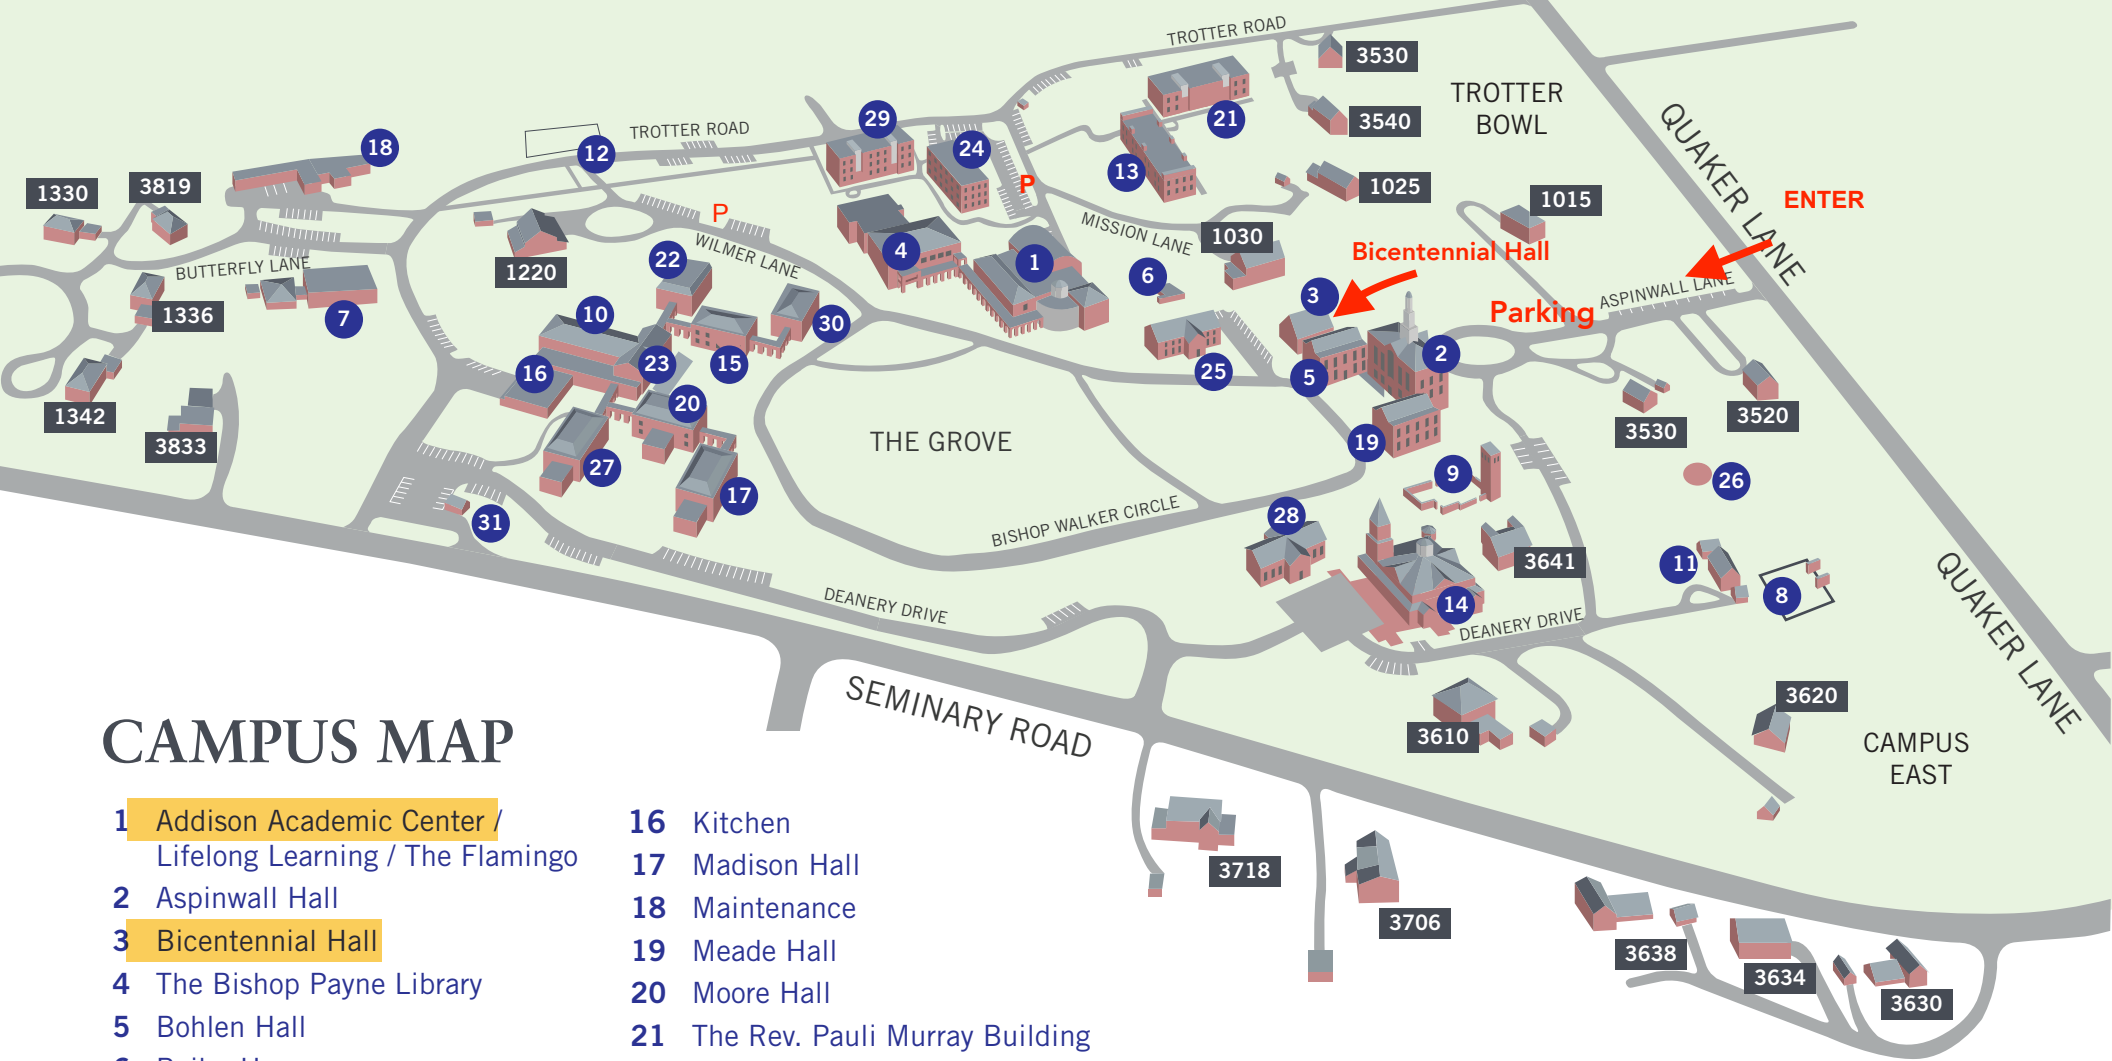 TROTTER ROAD
3530
TROTTER
BOWL
29
21
3540
QUAKER LANE
18
12
TROTTER ROAD
24
13
P
1330
3819
1025
1015
ENTER
P
MISSION LANE
1030
WILMER LANE
4
1
Bicentennial Hall
BUTTERFLY LANE
1220
22
6
3
ASPINWALL LANE
Parking
1336
7
10
30
2
16
23
15
25
5
1342
20
3530
3520
3833
THE GROVE
19
27
17
9
26
31
BISHOP WALKER CIRCLE
28
3641
11
8
QUAKER LANE
DEANERY DRIVE
14
DEANERY DRIVE
SEMINARY ROAD
3620
3610
CAMPUS
EAST
CAMPUS MAP
3718
3706
3638
3634
3630
1 Addison Academic Center /
Lifelong Learning / The Flamingo
2 Aspinwall Hall
3 Bicentennial Hall
4 The Bishop Payne Library
5 Bohlen Hall
16 Kitchen
17 Madison Hall
18 Maintenance
19 Meade Hall
20 Moore Hall
21 The Rev. Pauli Murray Building